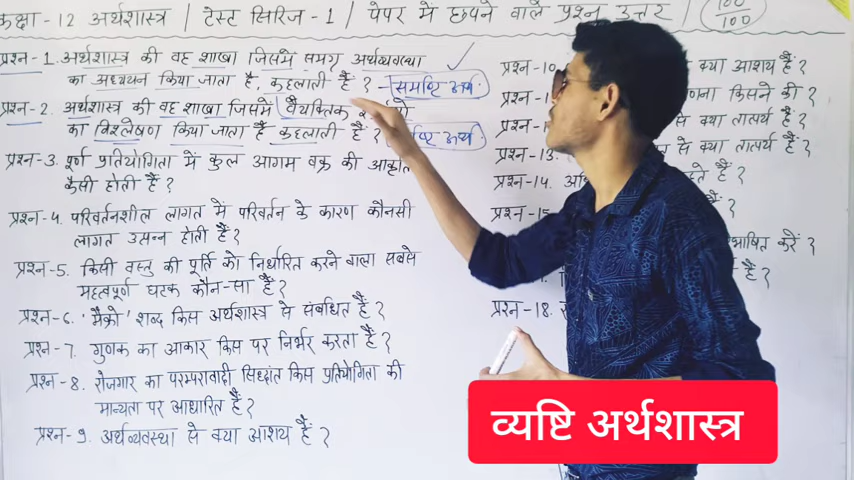 कक्षा-12 अर्थशास्त्र / टेस्ट सिरिज-1 / पेपर में छपने वाले प्रश्न उत्तर / 100
100
प्रश्न-1. अर्थशास्त्र की वह शाखा जिसमें समग्र अर्थव्यवस्था
का अध्ययन किया जाता है, कहलाती है ? - समष्टि अर्थ.
प्रश्न-2. अर्थशास्त्र की वह शाखा जिसमें वैयक्तिक
का विश्लेषण किया जाता है कहलाती है ? अर्थ.
प्रश्न-3. पूर्ण प्रतियोगिता में कुल आगम वक्र की आकृति
कैसी होती है ?
प्रश्न-4. परिवर्तनशील लागत में परिवर्तन के कारण कौनसी
लागत उत्पन्न होती है ?
प्रश्न-5. किसी वस्तु की पूर्ति को निर्धारित करने वाला सबसे
महत्वपूर्ण घटक कौन-सा है ?
प्रश्न-6. 'मैक्रो' शब्द किस अर्थशास्त्र से संबंधित है ?
प्रश्न-7. गुणक का आकार किस पर निर्भर करता है ?
प्रश्न-8. रोजगार का परम्परावादी सिद्धांत किस प्रतियोगिता की
मान्यता पर आधारित है ?
प्रश्न-9. अर्थव्यवस्था से क्या आशय है ?
प्रश्न-10. क्या आशय है ?
किसने की ?
से क्या तात्पर्य है ?
प्रश्न-13. से क्या तात्पर्य है ?
प्रश्न-14. है ?
प्रश्न-15. ?
करें ?
है ?
प्रश्न-18.
व्यष्टि अर्थशास्त्र